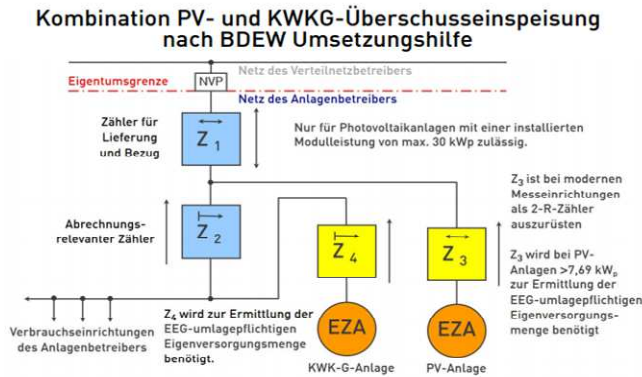 Kombination PV- und KWKG-Überschusseinspeisung
nach BDEW Umsetzungshilfe
Netz des Verteilnetzbetreibers
Eigentumsgrenze
NVP
Netz des Anlagenbetreibers
Zähler für
Lieferung
und Bezug
Z 1
Nur für Photovoltaikanlagen mit einer installierten
Modulleistung von max. 30 kWp zulässig.
Z3 ist bei modernen
Messeinrichtungen
als 2-R-Zähler
auszurüsten
Abrechnungs-
relevanter Zähler
Z 2
Z 4
Z 3
Z3 wird bei PV-
Anlagen >7,69 kWp
zur Ermittlung der
EEG-umlagepflichtigen
Eigenversorgungs-
menge benötigt
Verbrauchseinrichtungen
des Anlagenbetreibers
Z4 wird zur Ermittlung der
EEG-umlagepflichtigen
Eigenversorgungsmenge
benötigt.
EZA
KWK-G-Anlage
EZA
PV-Anlage